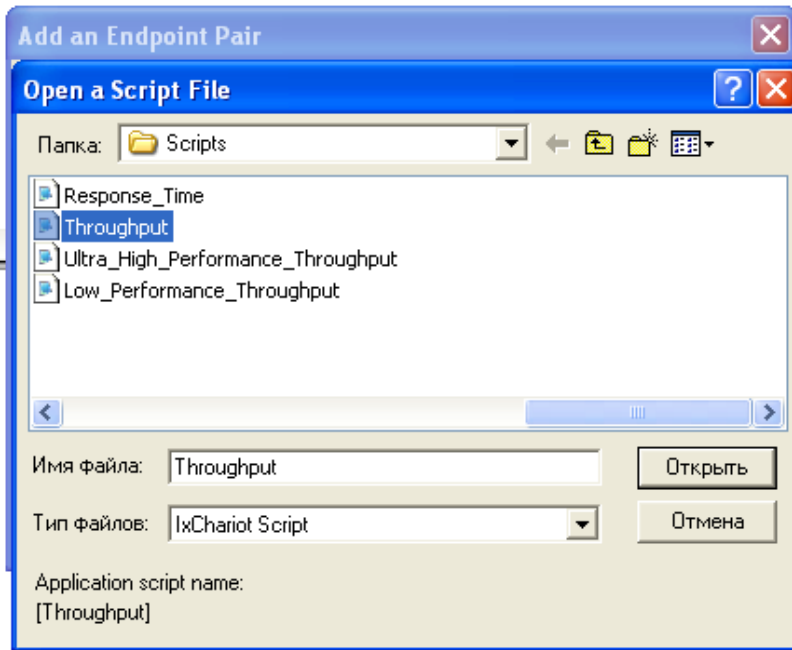 Add an Endpoint Pair
Open a Script File
Папка: Scripts
Response_Time
Throughput
Ultra_High_Performance_Throughput
Low_Performance_Throughput
Имя файла: Throughput Открыть
Тип файлов: IxChariot Script Отмена
Application script name:
[Throughput]